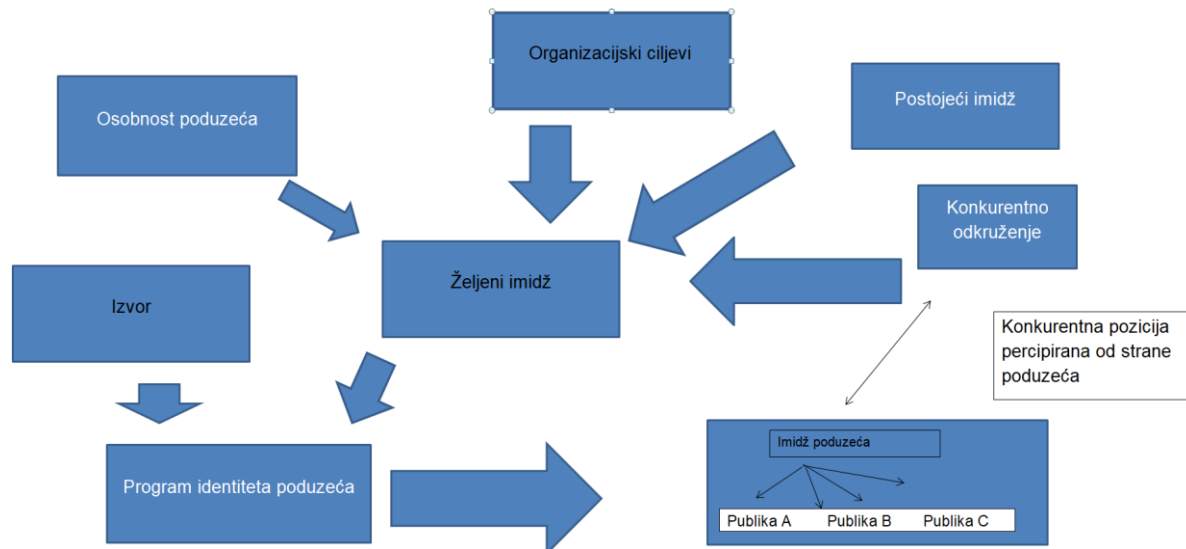 Organizacijski ciljevi
Osobnost poduzeća
Postojeći imidž
Konkurentno
odkruženje
Željeni imidž
Izvor
Konkurentna pozicija
percipirana od strane
poduzeća
Imidž poduzeća
Program identiteta poduzeća
Publika A Publika B Publika C